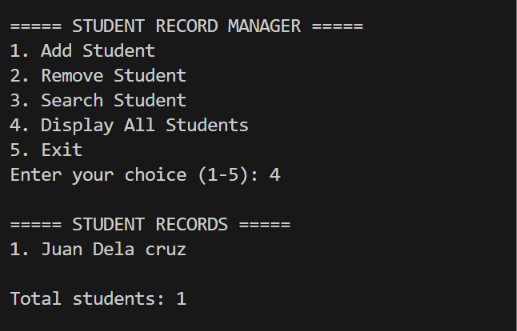 ===== STUDENT RECORD MANAGER =====
1. Add Student
2. Remove Student
3. Search Student
4. Display All Students
5. Exit
Enter your choice (1-5): 4
===== STUDENT RECORDS =====
1. Juan Dela cruz
Total students: 1